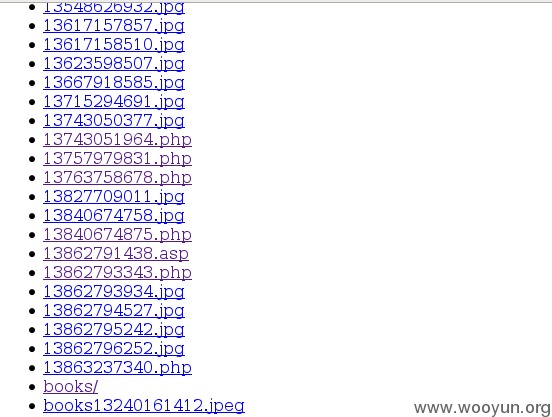 13548626932.jpg
13617157857.jpg
13617158510.jpg
13623598507.jpg
13667918585.jpg
13715294691.jpg
13743050377.jpg
13743051964.php
13757979831.php
13763758678.php
13827709011.jpg
13840674758.jpg
13840674875.php
13862791438.asp
13862793343.php
13862793934.jpg
13862794527.jpg
13862795242.jpg
13862796252.jpg
13863237340.php
books/
books13240161412.jpeg
www.wooyun.org